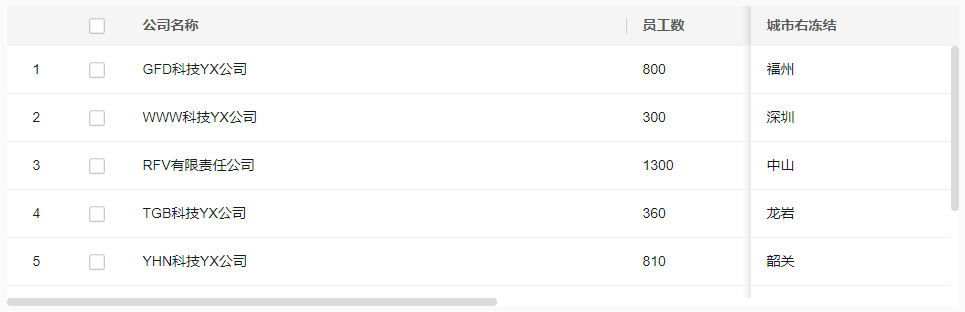 公司名称 员工数 城市右冻结
1 GFD科技YX公司 800 福州
2 WWW科技YX公司 300 深圳
3 RFV有限责任公司 1300 中山
4 TGB科技YX公司 360 龙岩
5 YHN科技YX公司 810 韶关